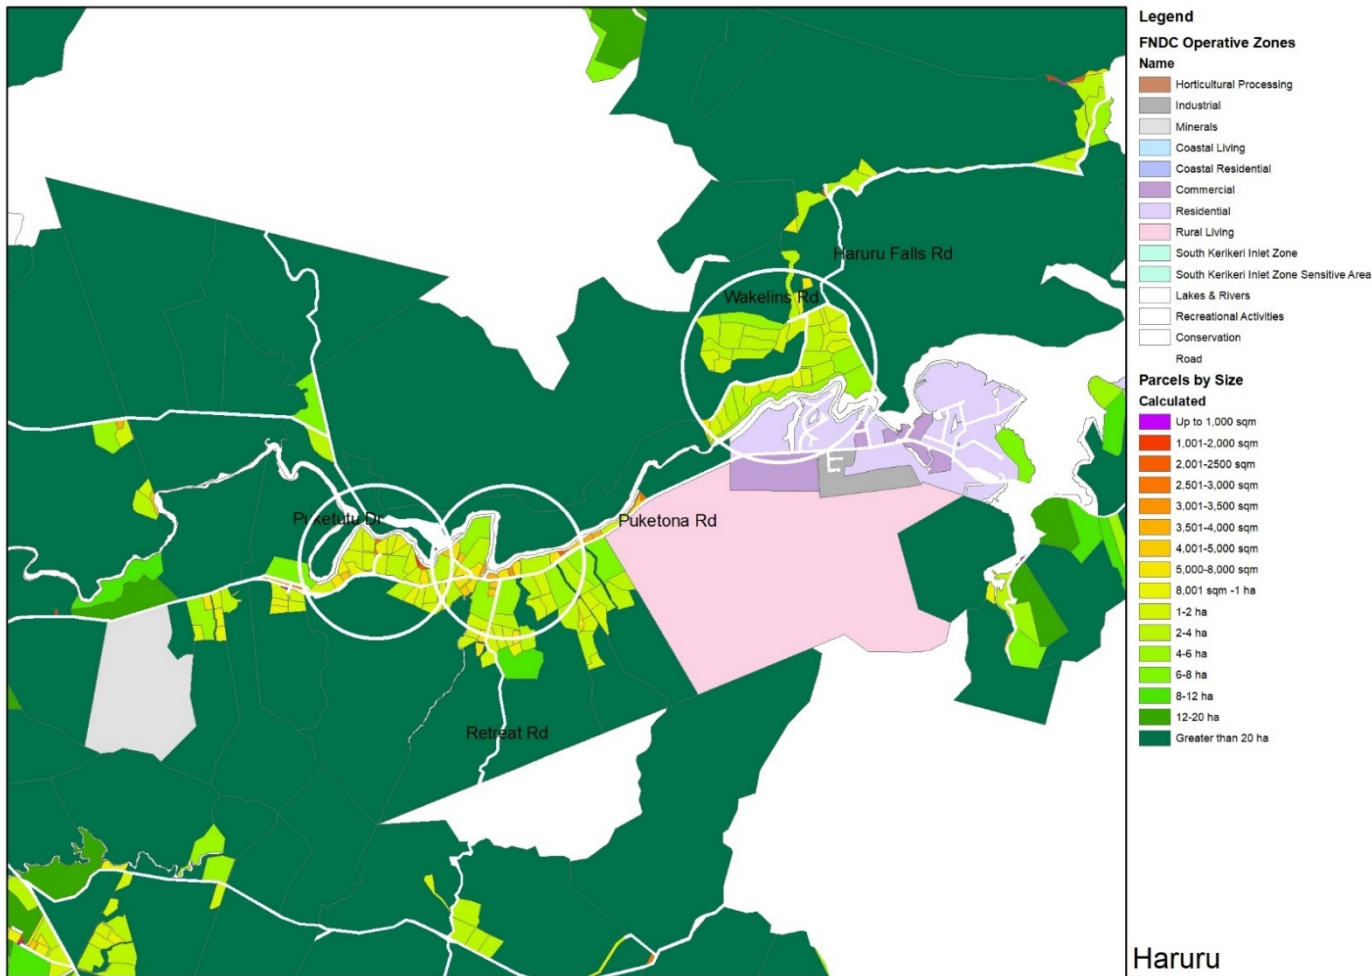 Legend
FNDC Operative Zones
Name
Horticultural Processing
Industrial
Minerals
Coastal Living
Coastal Residential
Commercial
Residential
Rural Living
South Kerikeri Inlet Zone
South Kerikeri Inlet Zone Sensitive Area
Lakes & Rivers
Recreational Activities
Conservation
Road
Parcels by Size
Calculated
Up to 1,000 sqm
1,001-2,000 sqm
2,001-2500 sqm
2,501-3,000 sqm
3,001-3,500
3,501-4,000 sqm
4,001-5,000 sqm
5,000-8,000 sqm
8,001 sqm -1 ha
1-2 ha
2-4 ha
4-6 ha
6-8 ha
8-12 ha
12-20 ha
Greater than 20 ha
Haruru Falls Rd
Wakelins Rd
Puketutu Dr
Puketona Rd
Retreat Rd
Haruru